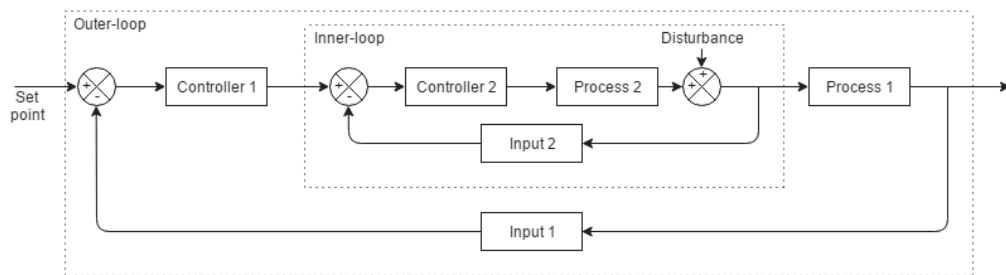 Outer-loop
Inner-loop
Disturbance
+
-
Controller 1
+
-
Controller 2
Process 2
+
+
Process 1
Set
point
Input 2
Input 1